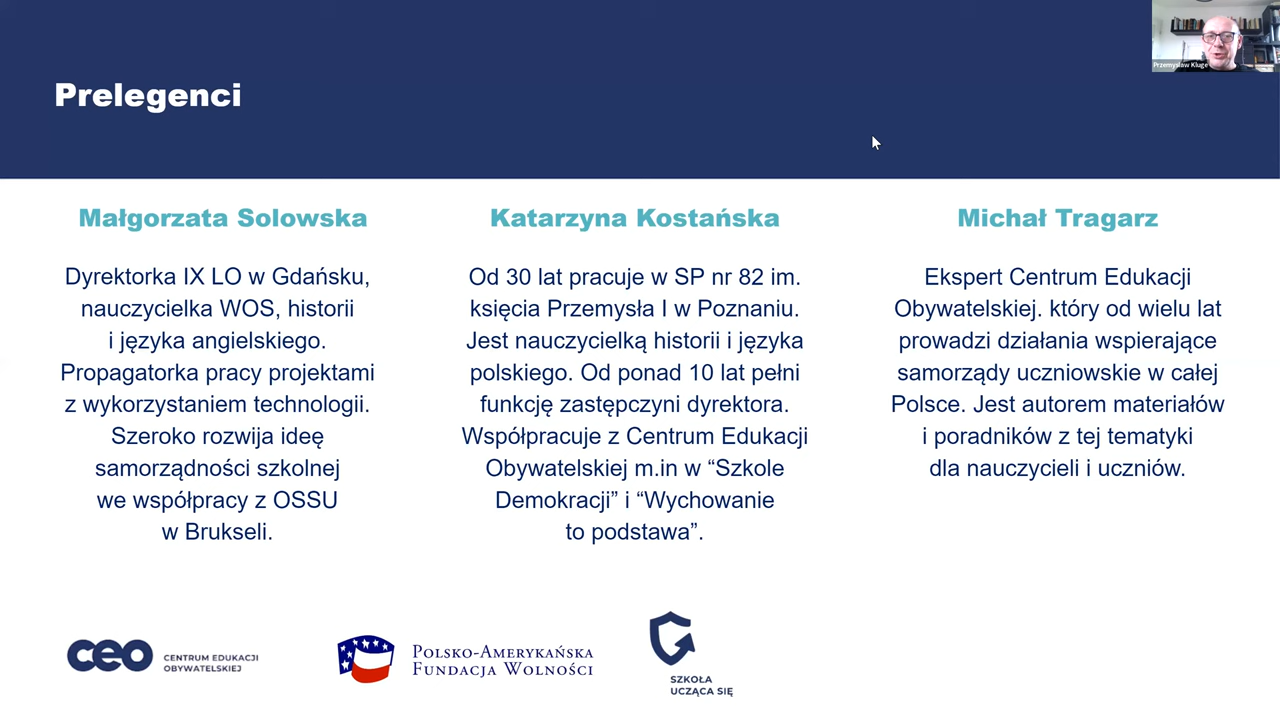 Przemysław Kluge
Prelegenci
Małgorzata Solowska
Dyrektorka IX LO w Gdańsku,
nauczycielka WOS, historii
i języka angielskiego.
Propagatorka pracy projektami
z wykorzystaniem technologii.
Szeroko rozwija ideę
samorządności szkolnej
we współpracy z OSSU
w Brukseli.
Katarzyna Kostańska
Od 30 lat pracuje w SP nr 82 im.
księcia Przemysła I w Poznaniu.
Jest nauczycielką historii i języka
polskiego. Od ponad 10 lat pełni
funkcję zastępczyni dyrektora.
Współpracuje z Centrum Edukacji
Obywatelskiej m.in w “Szkole
Demokracji” i “Wychowanie
to podstawa”.
Michał Tragarz
Ekspert Centrum Edukacji
Obywatelskiej. który od wielu lat
prowadzi działania wspierające
samorządy uczniowskie w całej
Polsce. Jest autorem materiałów
i poradników z tej tematyki
dla nauczycieli i uczniów.
ceo
CENTRUM EDUKACJI
OBYWATELSKIEJ
POLSKO-AMERYKAŃSKA
FUNDACJA WOLNOŚCI
SZKOŁA
UCZĄCA SIĘ